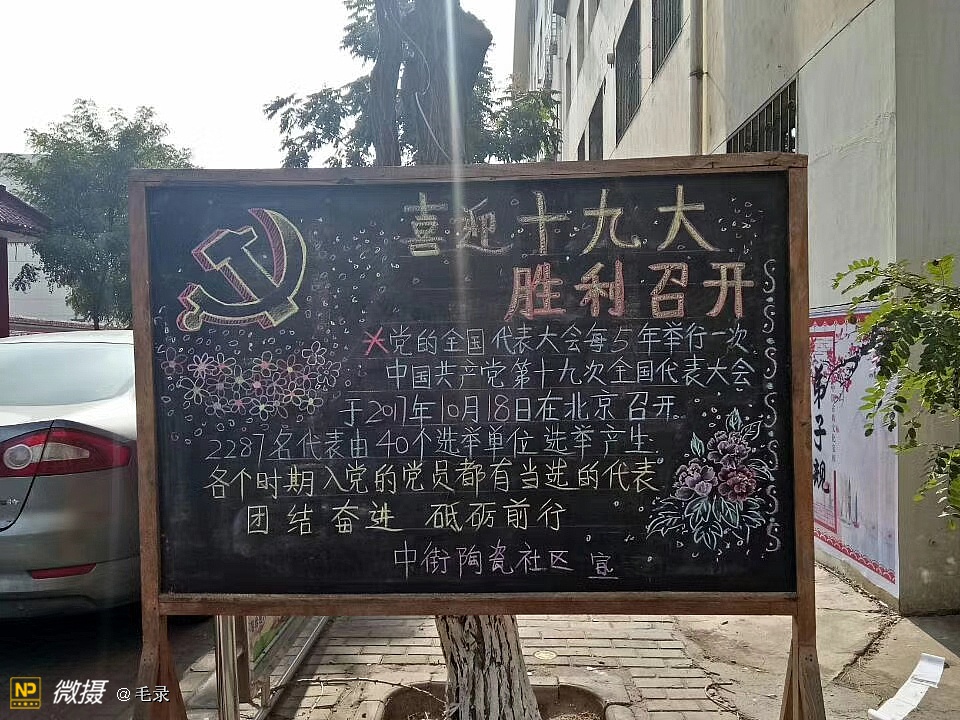 喜迎十九大
胜利召开
党的全国代表大会每5年举行一次
中国共产党第十九次全国代表大会
于2017年10月18日在北京召开
2287名代表由40个选举单位选举产生
各个时期入党的党员都有当选的代表
团结奋进 砥砺前行
中街陶瓷社区 宣
弟子规
NP 微摄 @毛录